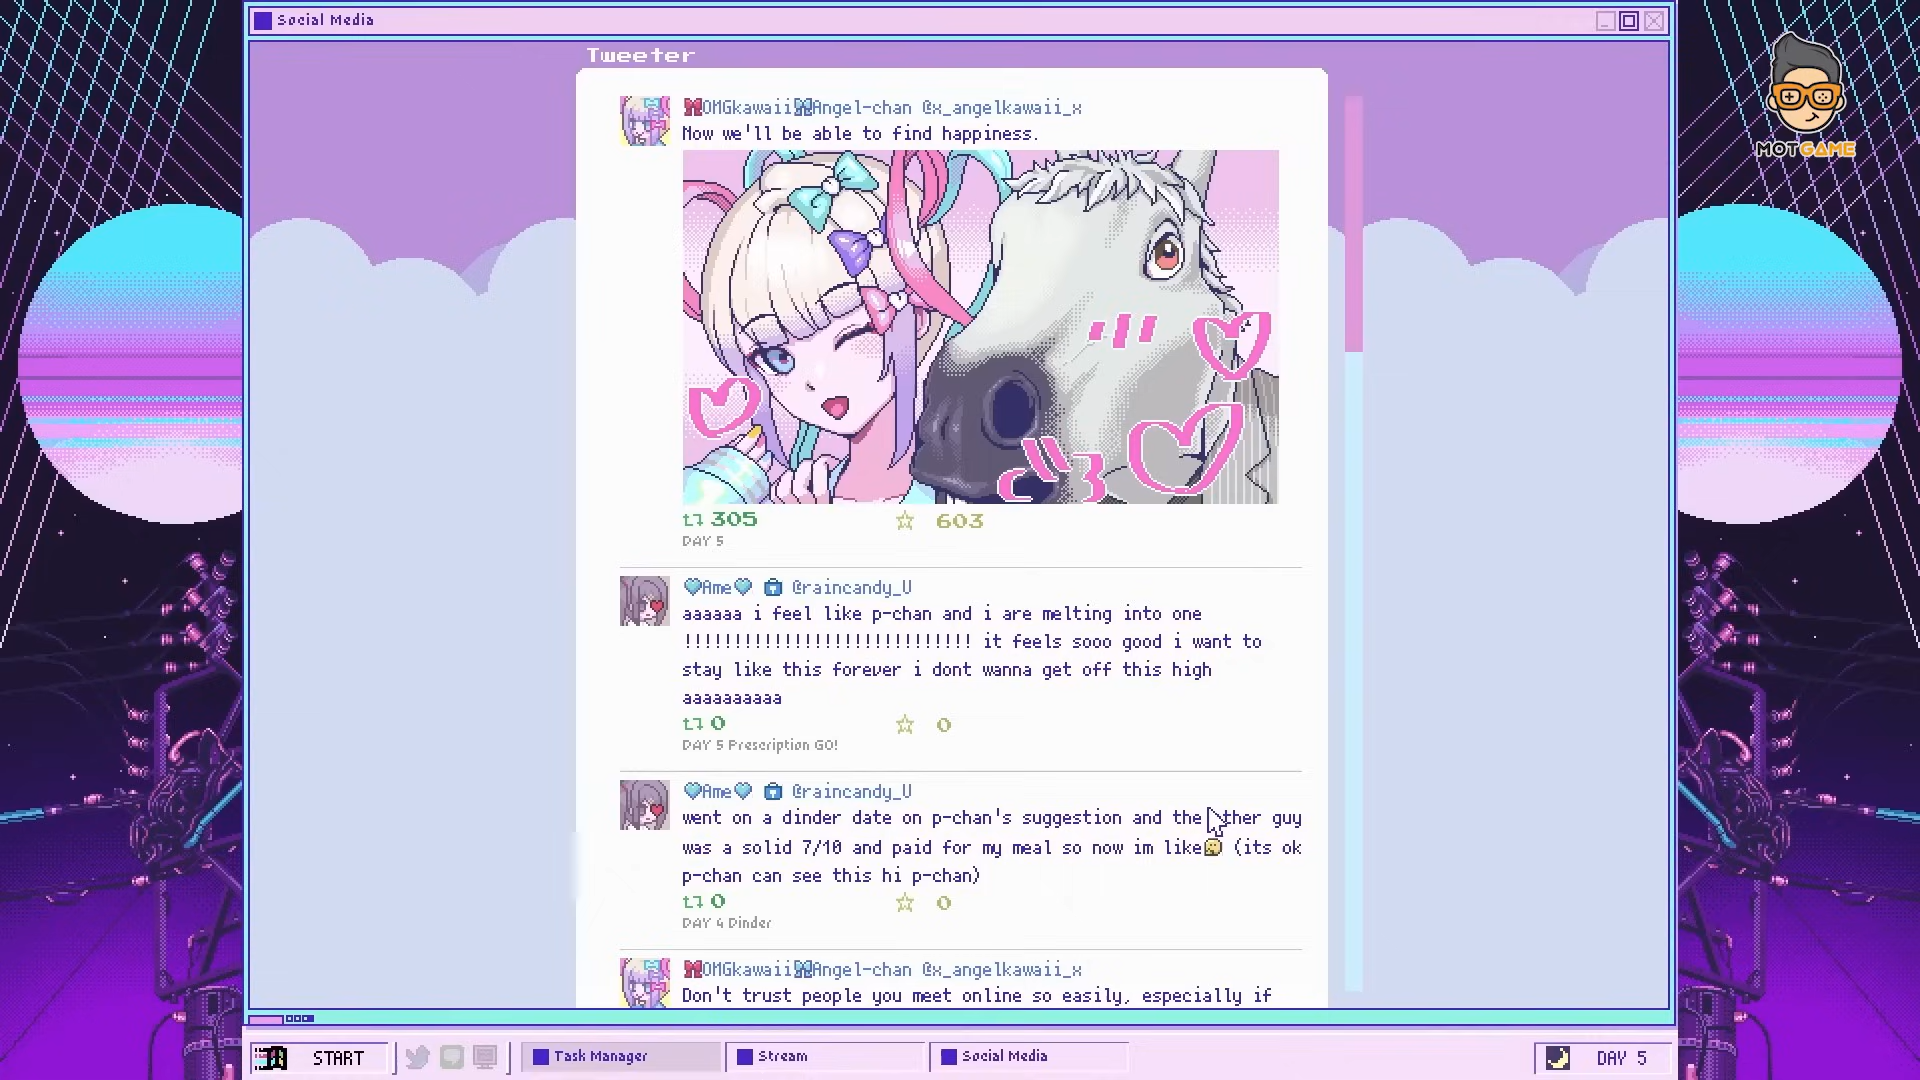 Social Media
MOTGAME
Tweeter
OMGkawaii Angel-chan @x_angelkawaii_x
Now we'll be able to find happiness.
305 603
DAY 5
Ame @raincandy_U
aaaaaa i feel like p-chan and i are melting into one
!!!!!!!!!!!!!!!!!!!!!!!!!!!!! it feels sooo good i want to
stay like this forever i dont wanna get off this high
aaaaaaaaaa
0 0
DAY 5 Prescription GO!
Ame @raincandy_U
went on a dinder date on p-chan's suggestion and the other guy
was a solid 7/10 and paid for my meal so now im like (its ok
p-chan can see this hi p-chan)
0 0
DAY 4 Dinder
OMGkawaii Angel-chan @x_angelkawaii_x
Don't trust people you meet online so easily, especially if
START
Task Manager
Stream
Social Media
DAY 5